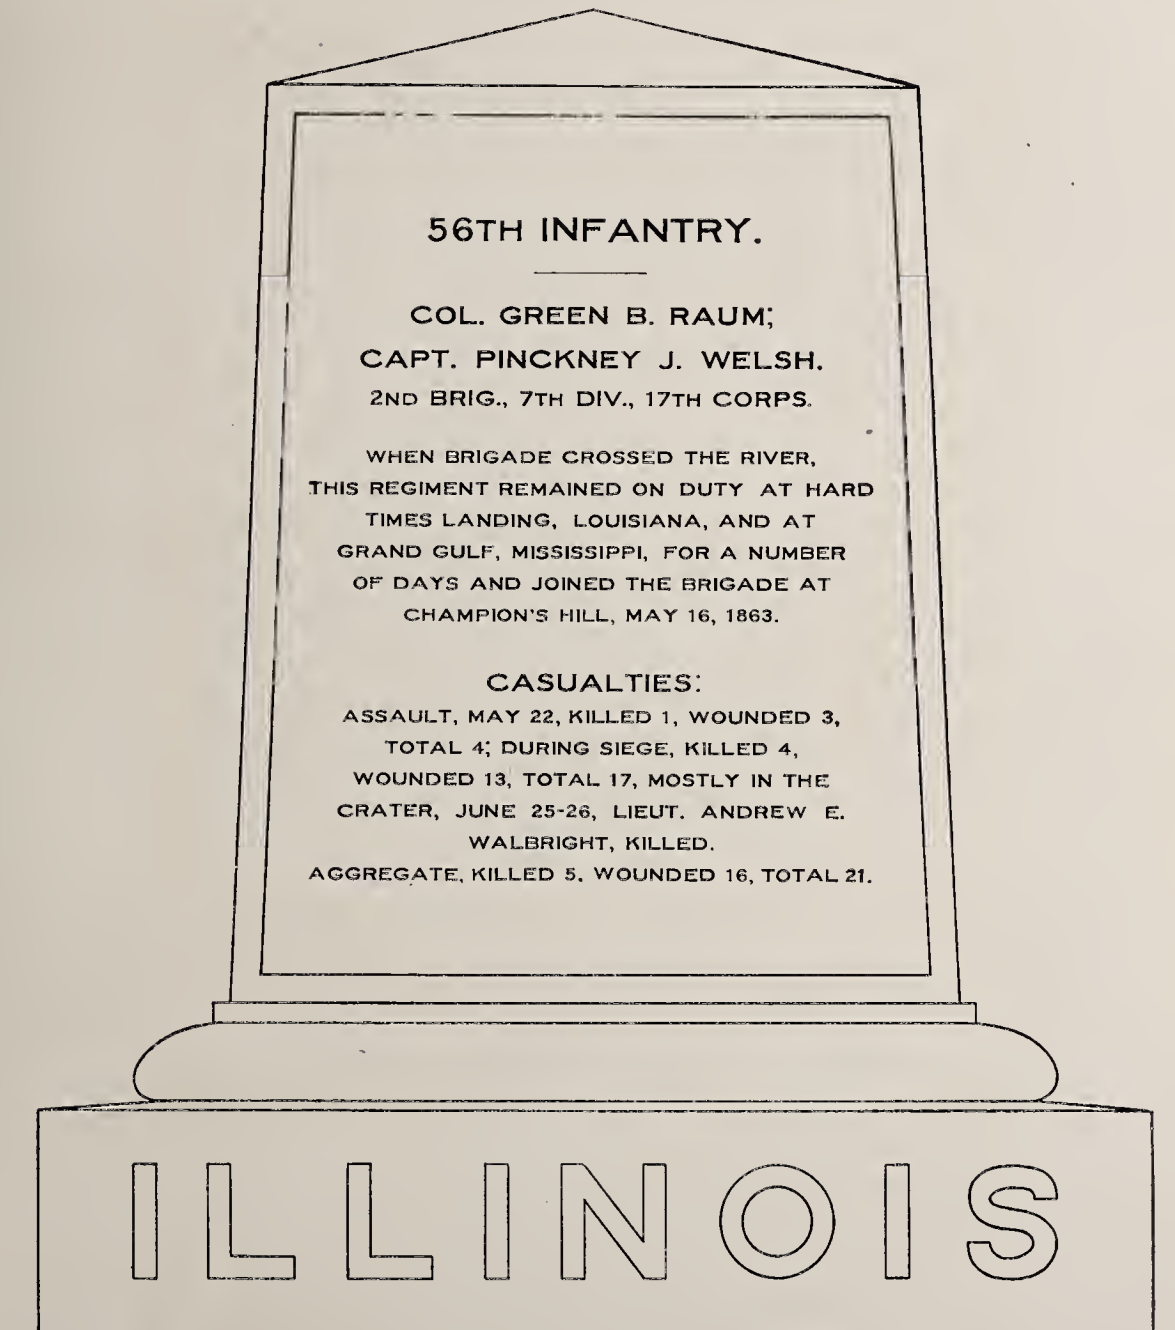 56TH INFANTRY.
COL. GREEN B. RAUM;
CAPT. PINCKNEY J. WELSH.
2ND BRIG., 7TH DIV., 17TH CORPS.
WHEN BRIGADE CROSSED THE RIVER,
THIS REGIMENT REMAINED ON DUTY AT HARD
TIMES LANDING, LOUISIANA, AND AT
GRAND GULF, MISSISSIPPI, FOR A NUMBER
OF DAYS AND JOINED THE BRIGADE AT
CHAMPION'S HILL, MAY 16, 1863.
CASUALTIES:
ASSAULT, MAY 22, KILLED 1, WOUNDED 3,
TOTAL 4; DURING SIEGE, KILLED 4,
WOUNDED 13, TOTAL 17, MOSTLY IN THE
CRATER, JUNE 25-26, LIEUT. ANDREW E.
WALBRIGHT, KILLED.
AGGREGATE, KILLED 5, WOUNDED 16, TOTAL 21.
ILLINOIS